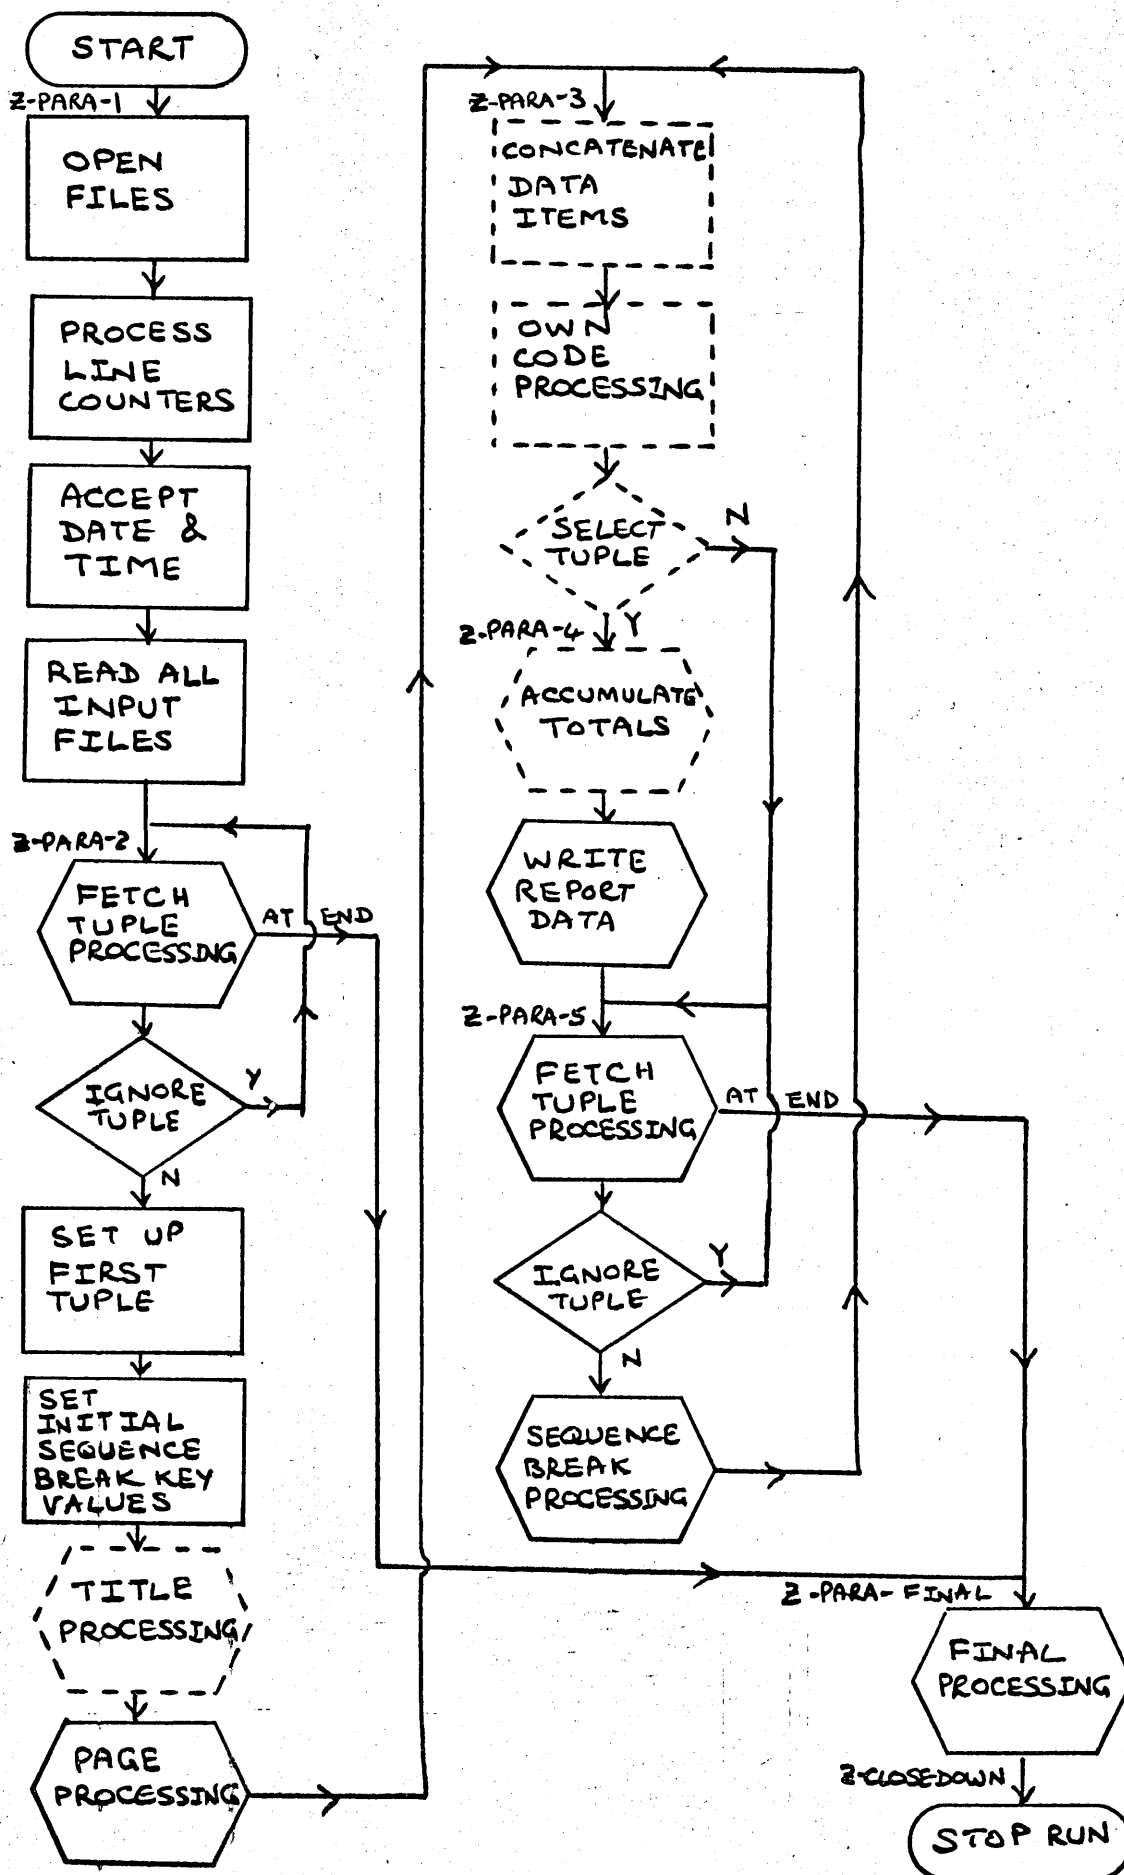 START
Z-PARA-1
OPEN
FILES
PROCESS
LINE
COUNTERS
ACCEPT
DATE &
TIME
READ ALL
INPUT
FILES
Z-PARA-2
FETCH
TUPLE
PROCESSING
AT END
IGNORE
TUPLE
Y
N
SET UP
FIRST
TUPLE
SET
INITIAL
SEQUENCE
BREAK KEY
VALUES
TITLE
PROCESSING
PAGE
PROCESSING
Z-PARA-3
CONCATENATE
DATA
ITEMS
OWN
CODE
PROCESSING
SELECT
TUPLE
N
Y
Z-PARA-4
ACCUMULATE
TOTALS
WRITE
REPORT
DATA
Z-PARA-5
FETCH
TUPLE
PROCESSING
AT END
IGNORE
TUPLE
Y
N
SEQUENCE
BREAK
PROCESSING
Z-PARA-FINAL
FINAL
PROCESSING
Z-CLOSEDOWN
STOP RUN